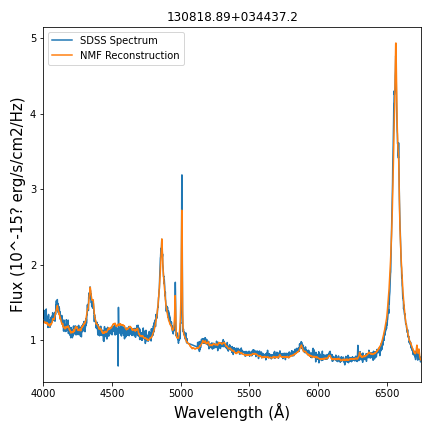 130818.89+034437.2
SDSS Spectrum
NMF Reconstruction
5
4
3
2
1
Flux (10^-15? erg/s/cm2/Hz)
4000 4500 5000 5500 6000 6500
Wavelength (Å)